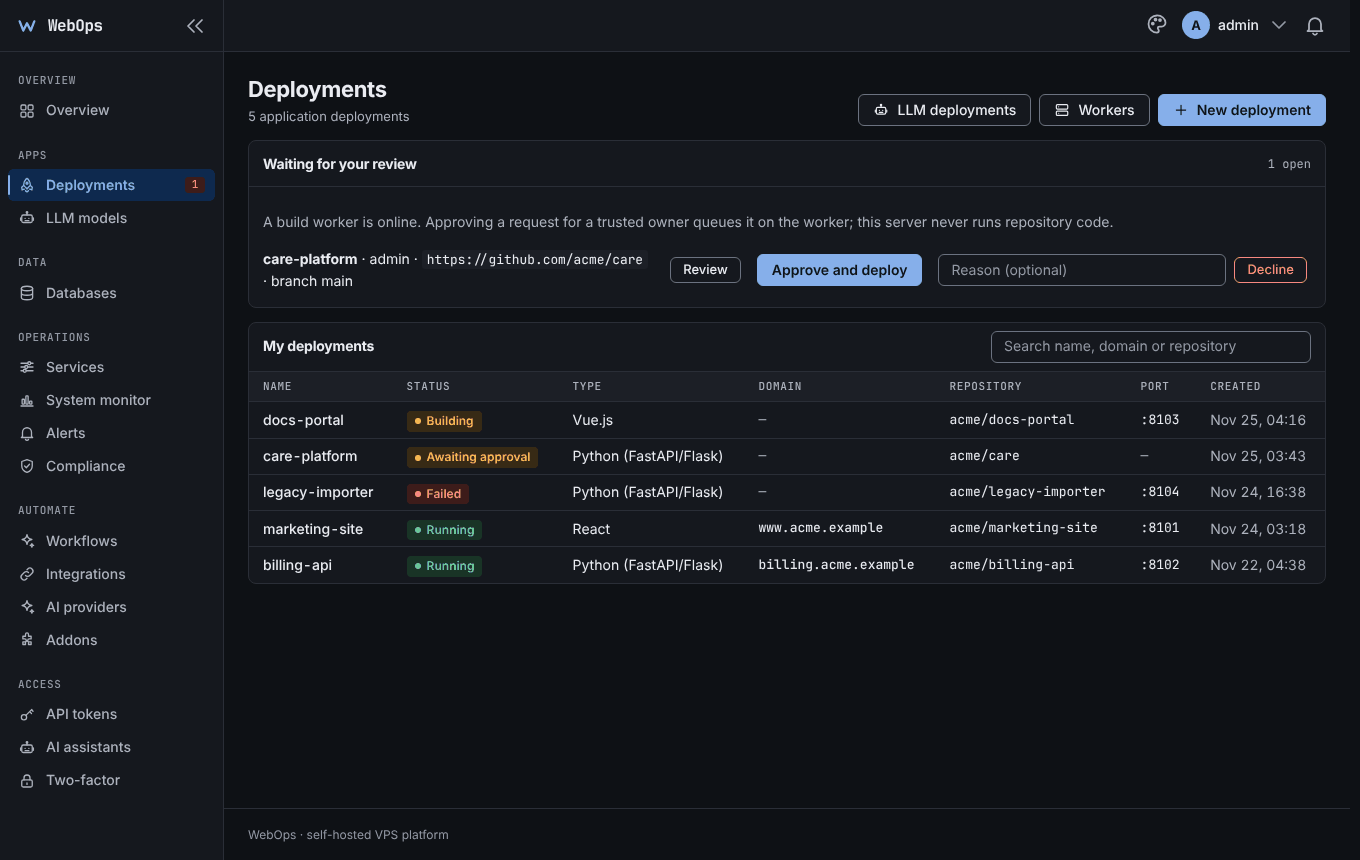 WebOps
A admin
OVERVIEW
Overview
APPS
Deployments 1
LLM models
DATA
Databases
OPERATIONS
Services
System monitor
Alerts
Compliance
AUTOMATE
Workflows
Integrations
AI providers
Addons
ACCESS
API tokens
AI assistants
Two-factor
Deployments
5 application deployments
LLM deployments Workers + New deployment
Waiting for your review 1 open
A build worker is online. Approving a request for a trusted owner queues it on the worker; this server never runs repository code.
care-platform · admin · https://github.com/acme/care
· branch main
Review Approve and deploy Reason (optional) Decline
My deployments Search name, domain or repository
NAME STATUS TYPE DOMAIN REPOSITORY PORT CREATED
docs-portal Building Vue.js — acme/docs-portal :8103 Nov 25, 04:16
care-platform Awaiting approval Python (FastAPI/Flask) — acme/care — Nov 25, 03:43
legacy-importer Failed Python (FastAPI/Flask) — acme/legacy-importer :8104 Nov 24, 16:38
marketing-site Running React www.acme.example acme/marketing-site :8101 Nov 24, 03:18
billing-api Running Python (FastAPI/Flask) billing.acme.example acme/billing-api :8102 Nov 22, 04:38
WebOps · self-hosted VPS platform